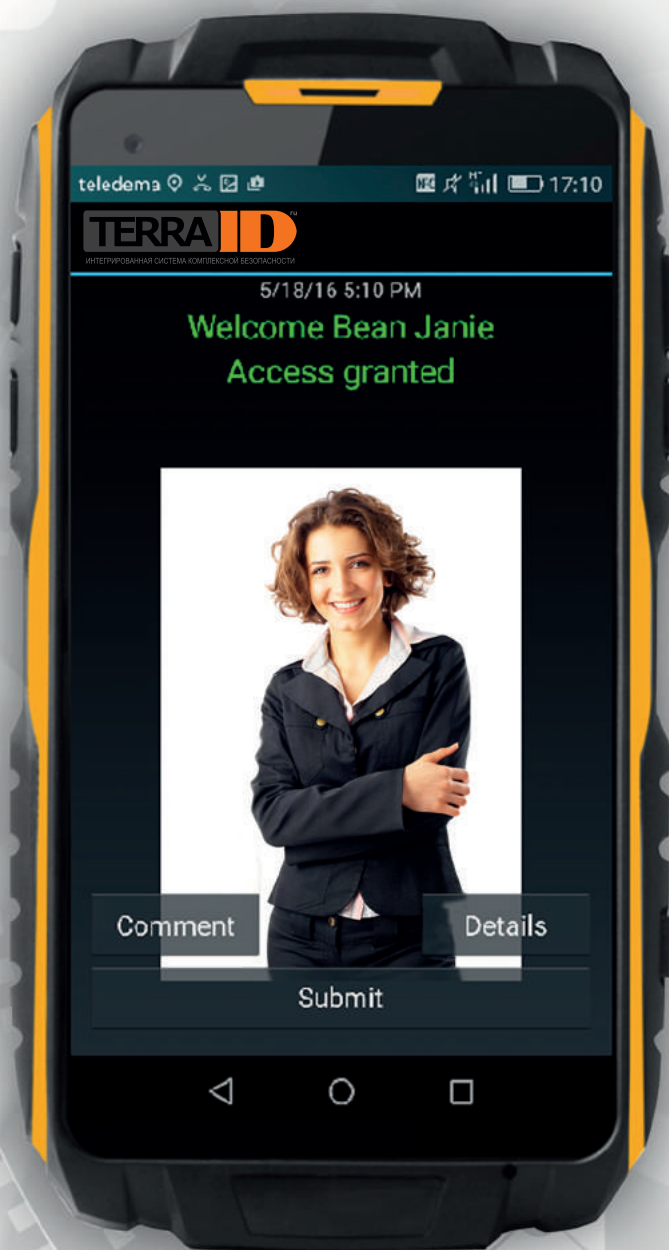 teledema NFC H+ 17:10
TERRA ID ru
ИНТЕГРИРОВАННАЯ СИСТЕМА КОМПЛЕКСНОЙ БЕЗОПАСНОСТИ
5/18/16 5:10 PM
Welcome Bean Janie
Access granted
Comment Details
Submit